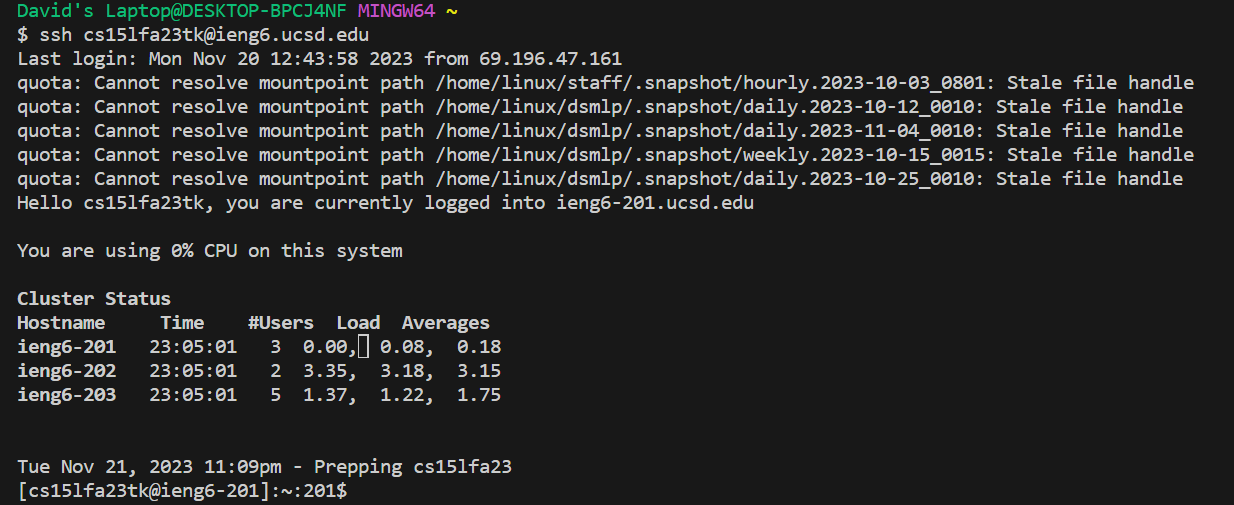 David's Laptop@DESKTOP-BPCJ4NF MINGW64 ~
$ ssh cs15lfa23tk@ieng6.ucsd.edu
Last login: Mon Nov 20 12:43:58 2023 from 69.196.47.161
quota: Cannot resolve mountpoint path /home/linux/staff/.snapshot/hourly.2023-10-03_0801: Stale file handle
quota: Cannot resolve mountpoint path /home/linux/dsmlp/.snapshot/daily.2023-10-12_0010: Stale file handle
quota: Cannot resolve mountpoint path /home/linux/dsmlp/.snapshot/daily.2023-11-04_0010: Stale file handle
quota: Cannot resolve mountpoint path /home/linux/dsmlp/.snapshot/weekly.2023-10-15_0015: Stale file handle
quota: Cannot resolve mountpoint path /home/linux/dsmlp/.snapshot/daily.2023-10-25_0010: Stale file handle
Hello cs15lfa23tk, you are currently logged into ieng6-201.ucsd.edu
You are using 0% CPU on this system
Cluster Status
Hostname     Time    #Users  Load  Averages
ieng6-201   23:05:01   3  0.00,  0.08,  0.18
ieng6-202   23:05:01   2  3.35,  3.18,  3.15
ieng6-203   23:05:01   5  1.37,  1.22,  1.75
Tue Nov 21, 2023 11:09pm - Prepping cs15lfa23
[cs15lfa23tk@ieng6-201]:~:201$